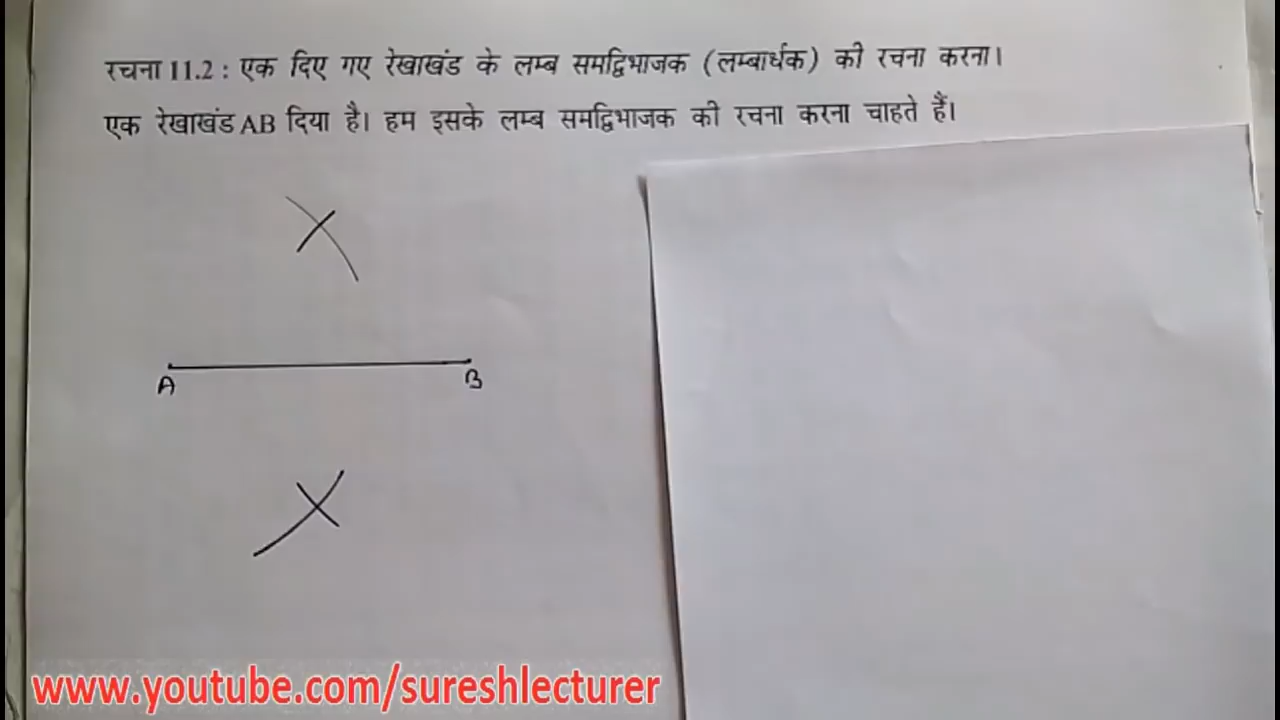 रचना 11.2 : एक दिए गए रेखाखंड के लम्ब समद्विभाजक (लम्बार्धक) की रचना करना।
एक रेखाखंड AB दिया है। हम इसके लम्ब समद्विभाजक की रचना करना चाहते हैं।
A
B
www.youtube.com/sureshlecturer